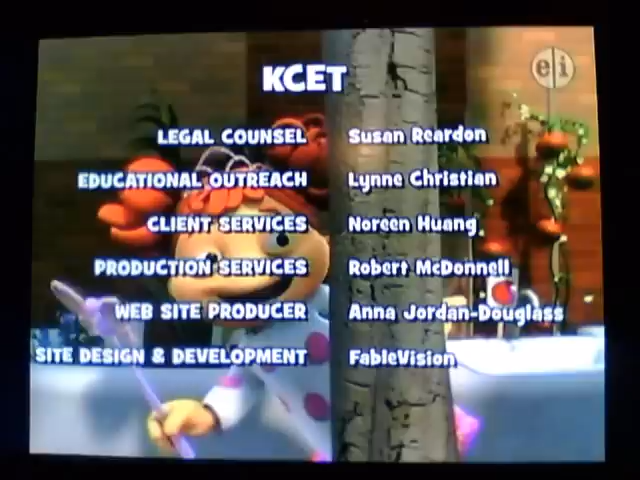 KCET
e/i
LEGAL COUNSEL Susan Reardon
EDUCATIONAL OUTREACH Lynne Christian
CLIENT SERVICES Noreen Huang
PRODUCTION SERVICES Robert McDonnell
WEB SITE PRODUCER Anna Jordan-Douglass
SITE DESIGN & DEVELOPMENT FableVision